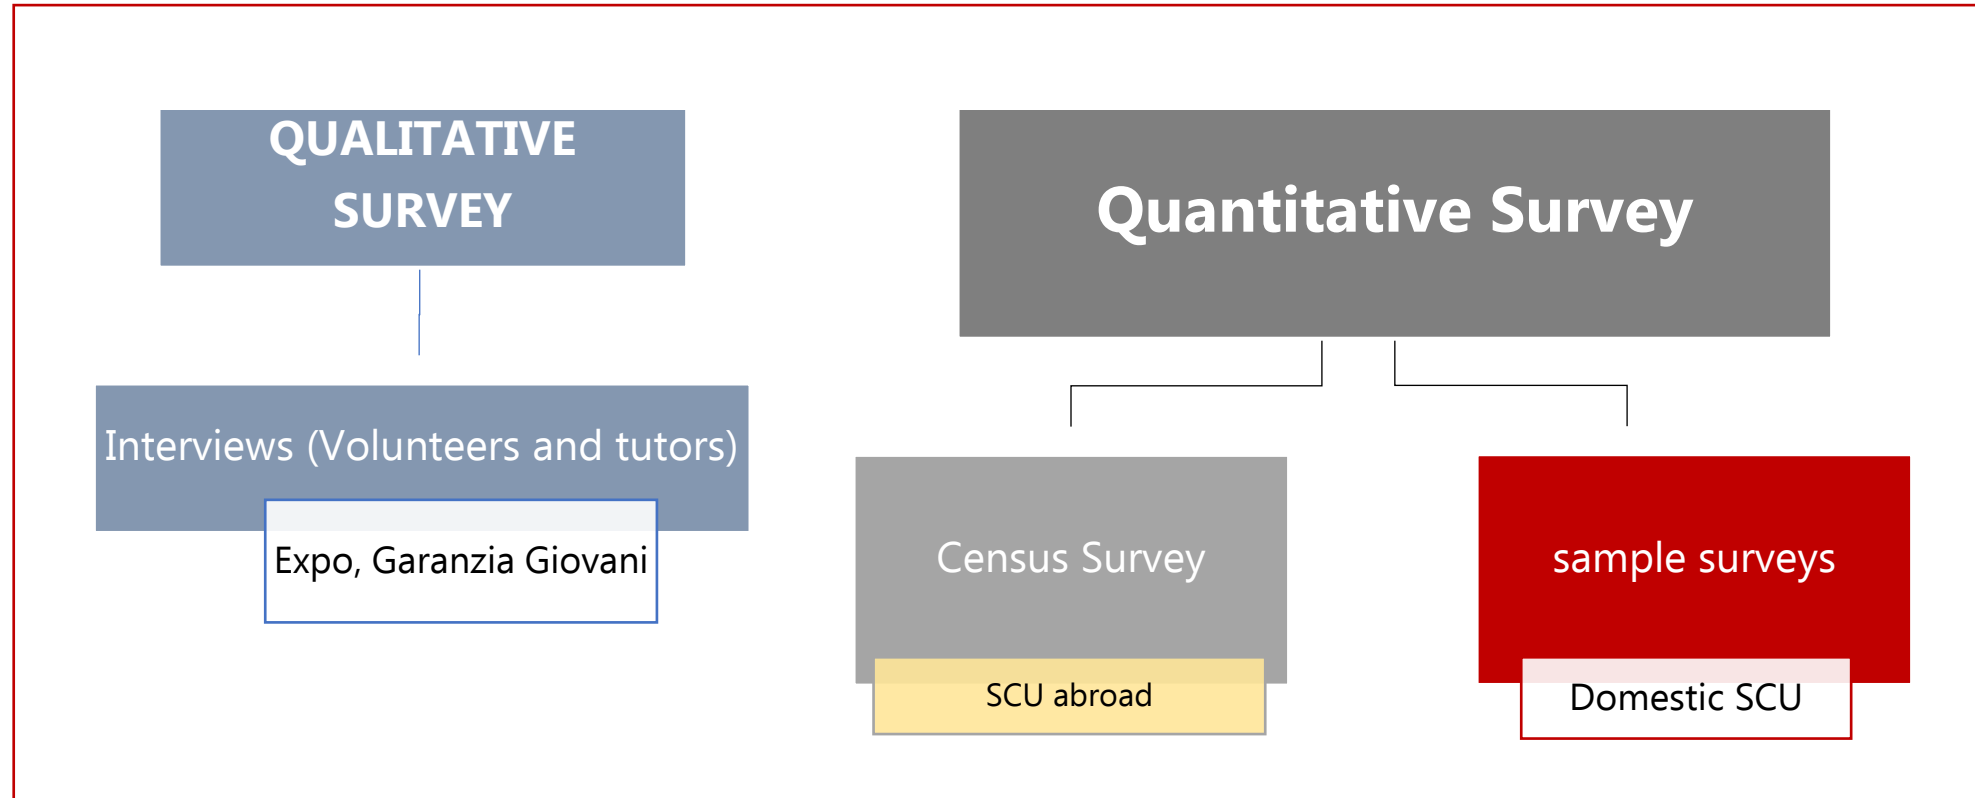 QUALITATIVE
SURVEY
Interviews (Volunteers and tutors)
Expo, Garanzia Giovani
Quantitative Survey
Census Survey
SCU abroad
sample surveys
Domestic SCU